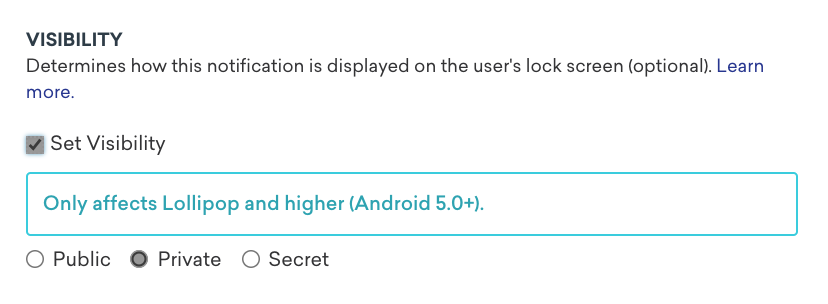 VISIBILITY
Determines how this notification is displayed on the user's lock screen (optional). Learn
more.
Set Visibility
Only affects Lollipop and higher (Android 5.0+).
Public Private Secret